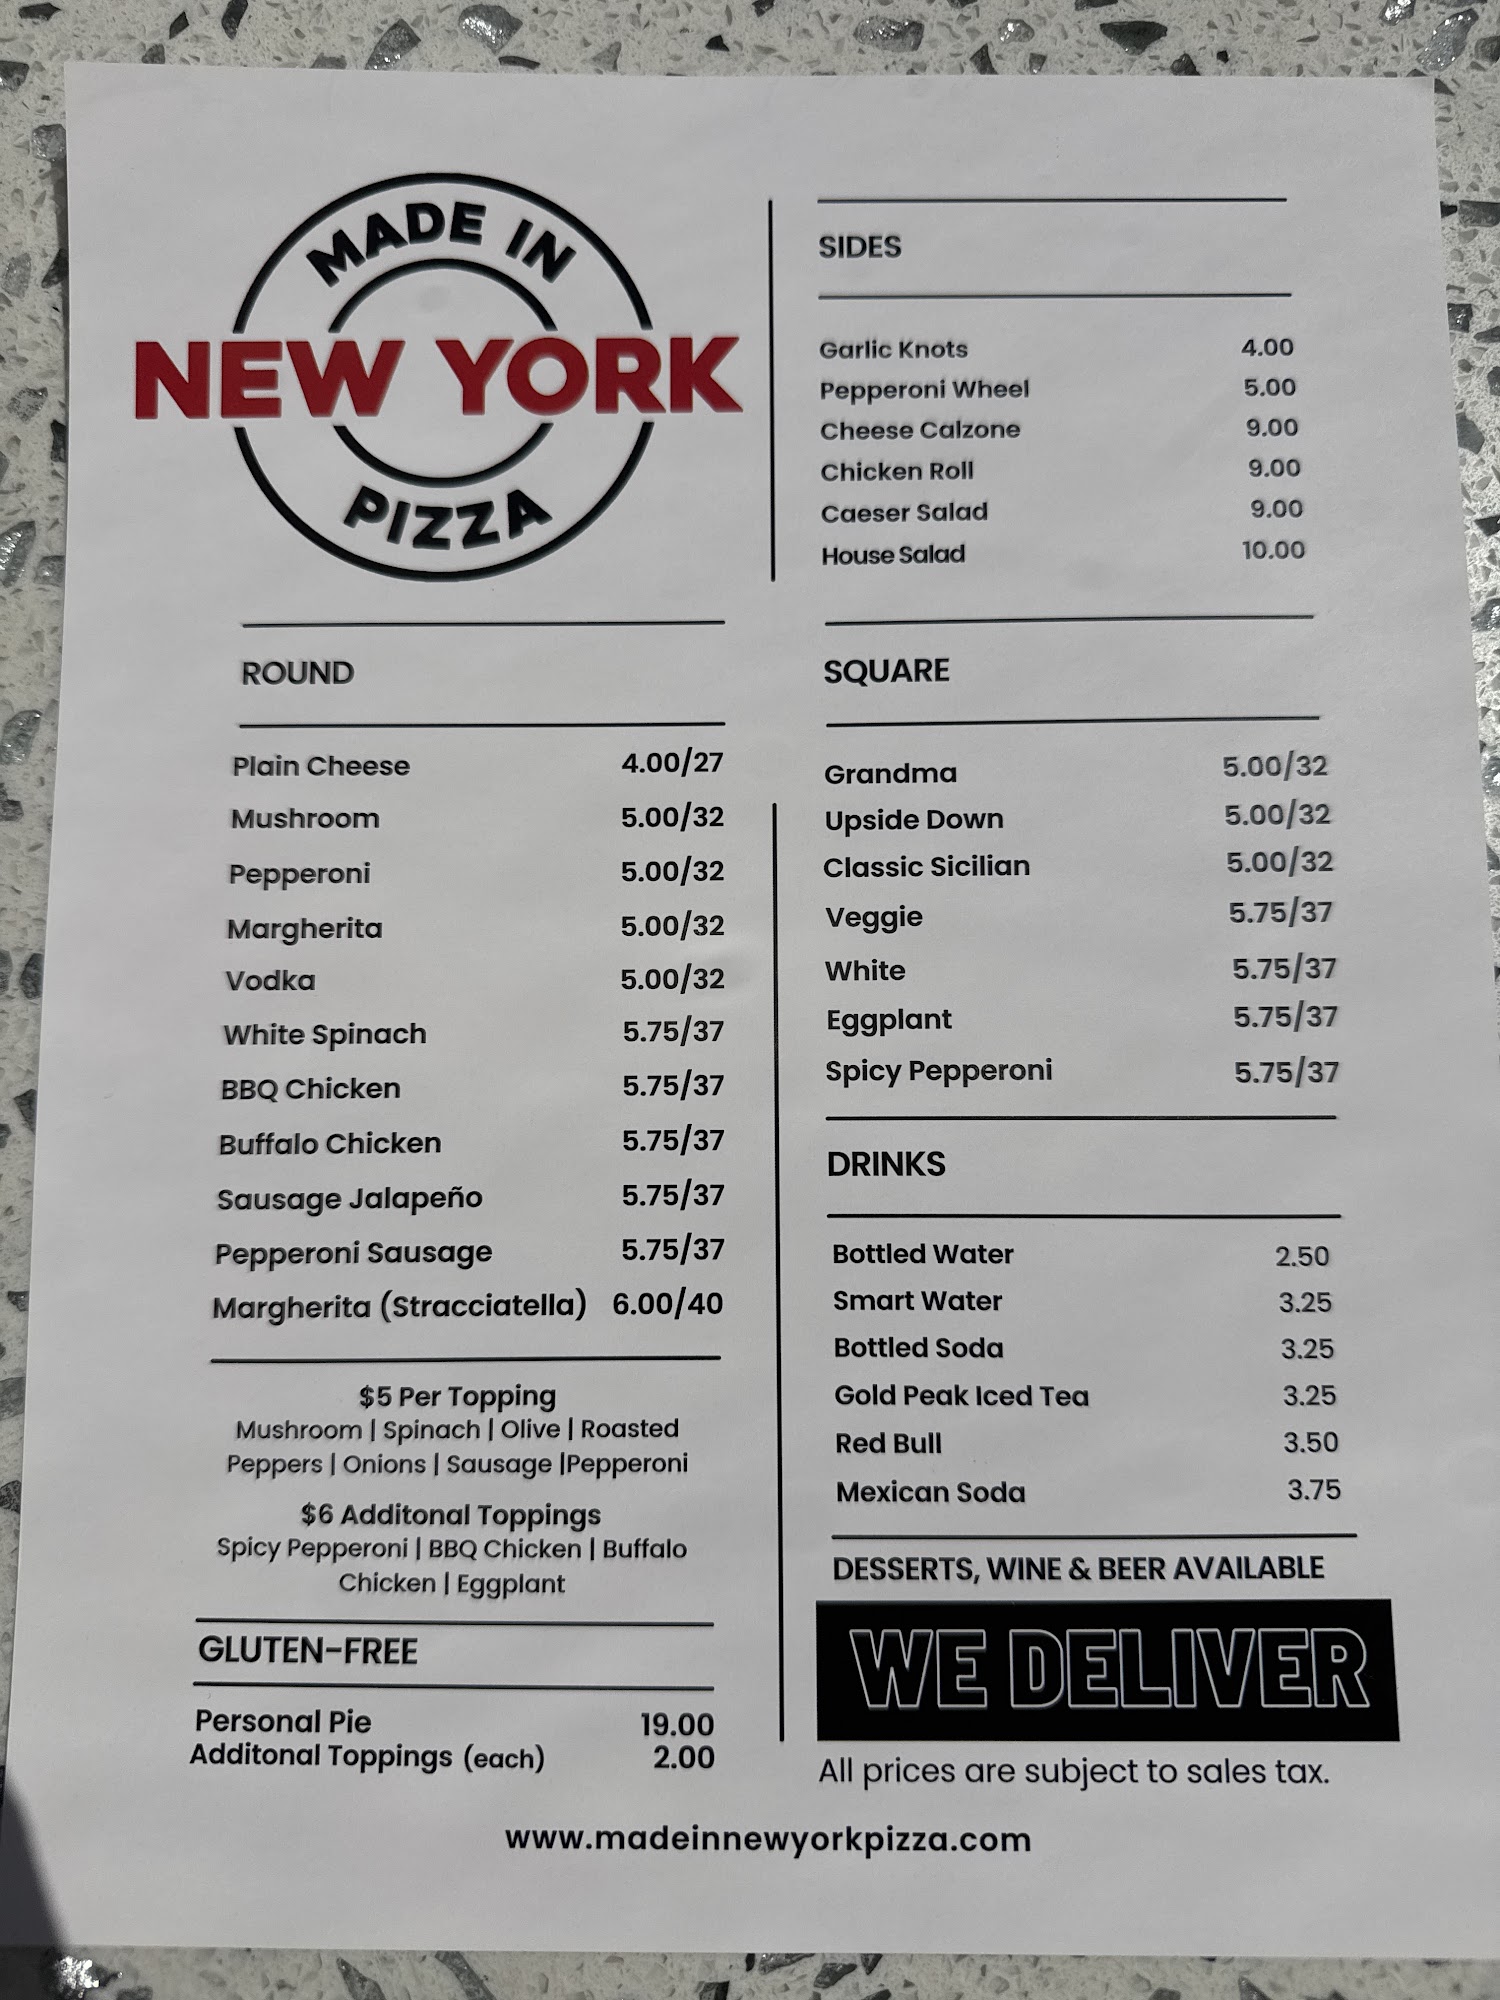 MADE IN
NEW YORK
PIZZA
SIDES
Garlic Knots 4.00
Pepperoni Wheel 5.00
Cheese Calzone 9.00
Chicken Roll 9.00
Caeser Salad 9.00
House Salad 10.00
ROUND
Plain Cheese 4.00/27
Mushroom 5.00/32
Pepperoni 5.00/32
Margherita 5.00/32
Vodka 5.00/32
White Spinach 5.75/37
BBQ Chicken 5.75/37
Buffalo Chicken 5.75/37
Sausage Jalapeño 5.75/37
Pepperoni Sausage 5.75/37
Margherita (Stracciatella) 6.00/40
$5 Per Topping
Mushroom | Spinach | Olive | Roasted
Peppers | Onions | Sausage |Pepperoni
$6 Additonal Toppings
Spicy Pepperoni | BBQ Chicken | Buffalo
Chicken | Eggplant
GLUTEN-FREE
Personal Pie 19.00
Additonal Toppings (each) 2.00
SQUARE
Grandma 5.00/32
Upside Down 5.00/32
Classic Sicilian 5.00/32
Veggie 5.75/37
White 5.75/37
Eggplant 5.75/37
Spicy Pepperoni 5.75/37
DRINKS
Bottled Water 2.50
Smart Water 3.25
Bottled Soda 3.25
Gold Peak Iced Tea 3.25
Red Bull 3.50
Mexican Soda 3.75
DESSERTS, WINE & BEER AVAILABLE
WE DELIVER
All prices are subject to sales tax.
www.madeinnewyorkpizza.com